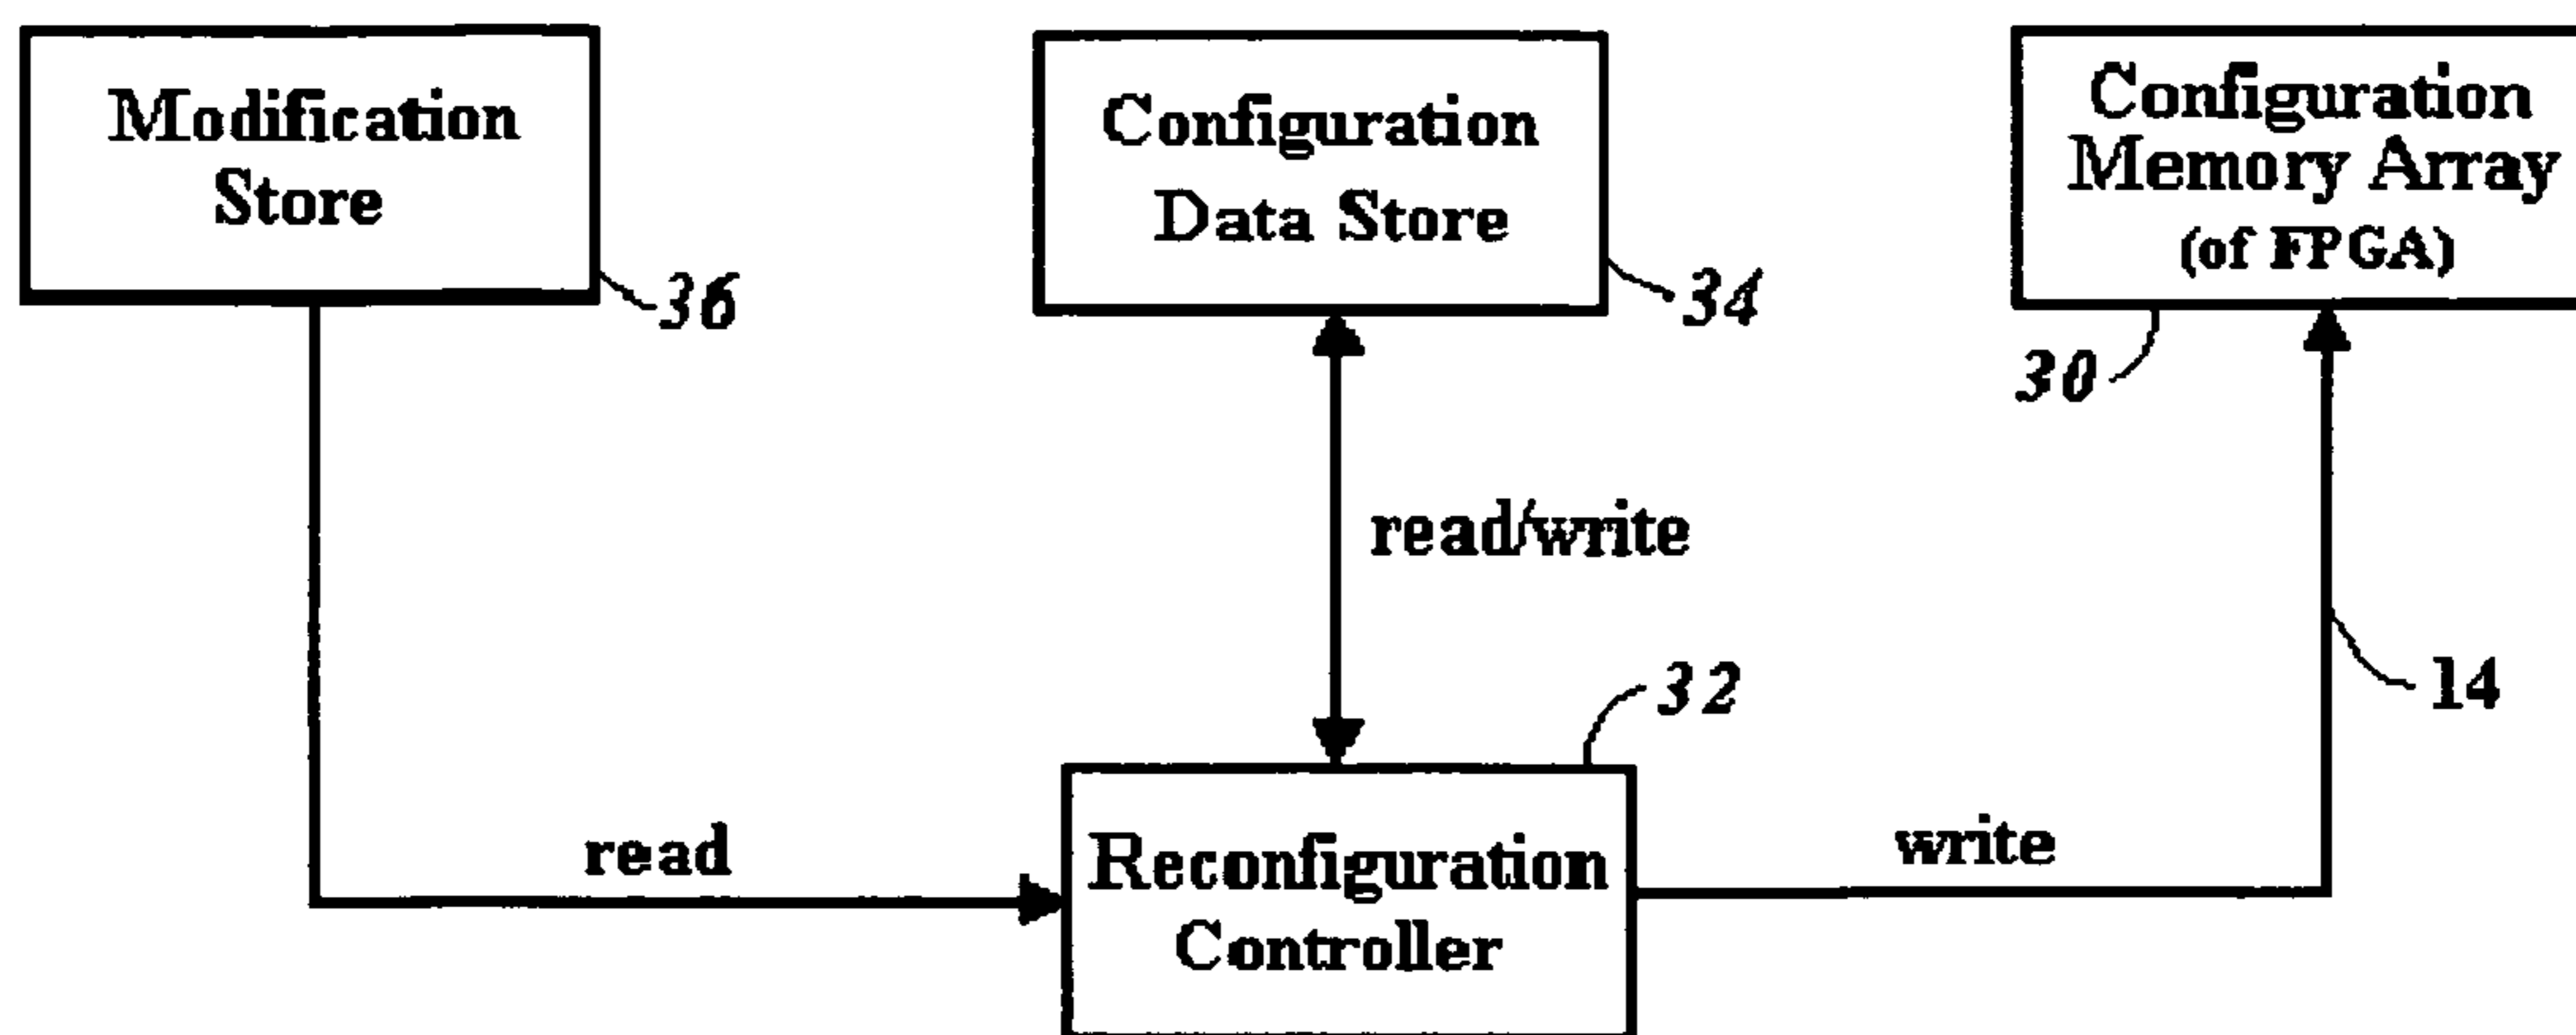 Modification
Store
36
Configuration
Data Store
34
Configuration
Memory Array
(of FPGA)
30
read/write
32
14
read
Reconfiguration
Controller
write